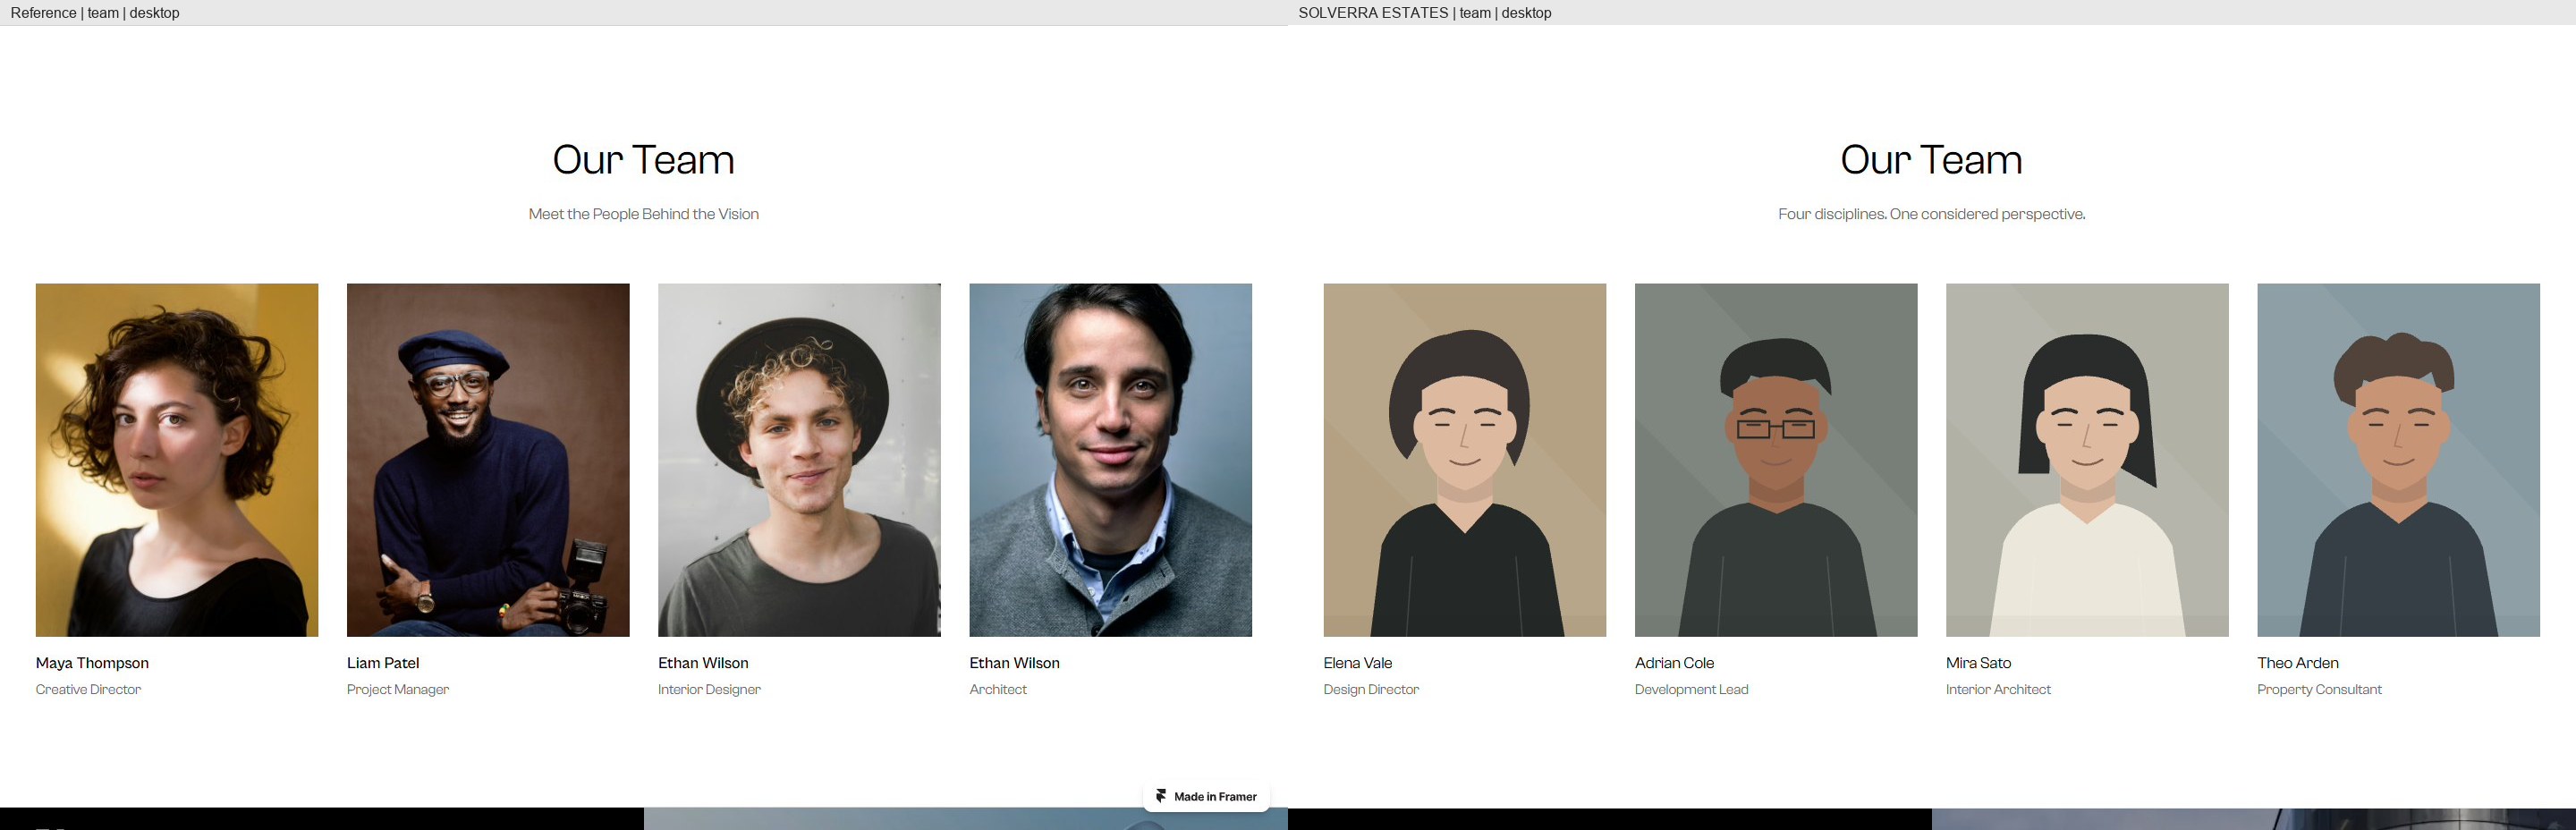 Reference | team | desktop
Our Team
Meet the People Behind the Vision
Maya Thompson
Creative Director
Liam Patel
Project Manager
Ethan Wilson
Interior Designer
Ethan Wilson
Architect
Made in Framer
SOLVERRA ESTATES | team | desktop
Our Team
Four disciplines. One considered perspective.
Elena Vale
Design Director
Adrian Cole
Development Lead
Mira Sato
Interior Architect
Theo Arden
Property Consultant